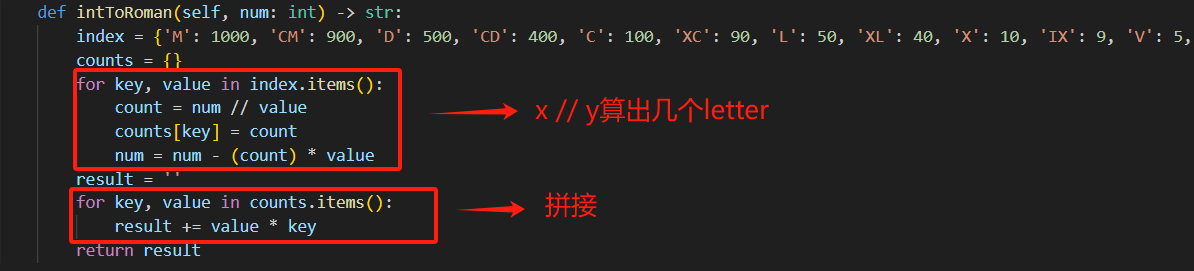 def intToRoman(self, num: int) -> str:
index = {'M': 1000, 'CM': 900, 'D': 500, 'CD': 400, 'C': 100, 'XC': 90, 'L': 50, 'XL': 40, 'X': 10, 'IX': 9, 'V': 5,
counts = {}
for key, value in index.items():
count = num // value
x // y算出几个letter
counts[key] = count
num = num - (count) * value
result = ''
for key, value in counts.items():
拼接
result += value * key
return result